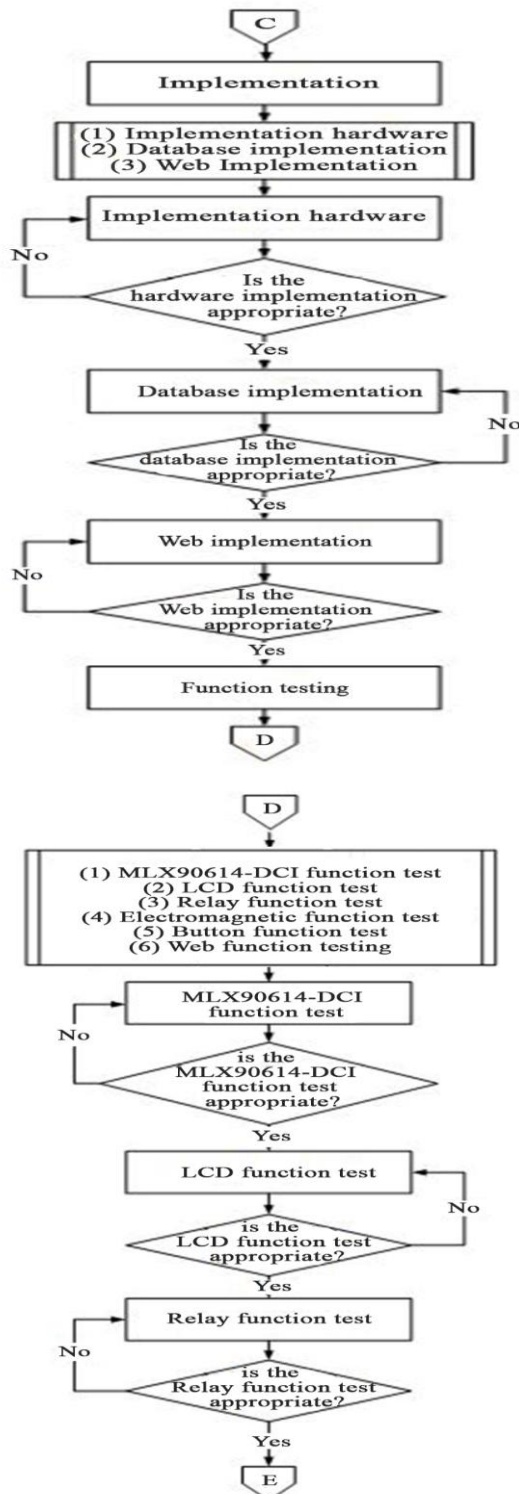 C
Implementation
(1) Implementation hardware
(2) Database implementation
(3) Web Implementation
Implementation hardware
No
Is the
hardware implementation
appropriate?
Yes
Database implementation
No
Is the
database implementation
appropriate?
Yes
Web implementation
No
Is the
Web implementation
appropriate?
Yes
Function testing
D
D
(1) MLX90614-DCI function test
(2) LCD function test
(3) Relay function test
(4) Electromagnetic function test
(5) Button function test
(6) Web function testing
MLX90614-DCI
function test
No
is the
MLX90614-DCI
function test
appropriate?
Yes
LCD function test
No
is the
LCD function test
appropriate?
Yes
Relay function test
No
is the
Relay function test
appropriate?
Yes
E